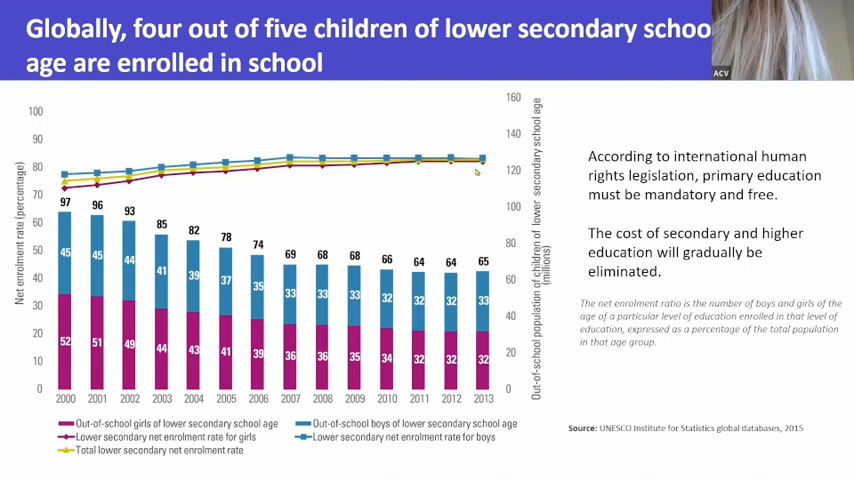 Globally, four out of five children of lower secondary schoo
age are enrolled in school
ACV
Net enrolment rate (percentage)
100
90
80
70
60
50
40
30
20
10
0
160
140
120
100
80
60
40
20
0
Out-of-school population of children of lower secondary school age
(millions)
97 96 93 85 82 78 74 69 68 68 66 64 64 65
45 45 44 41 39 37 35 33 33 33 32 32 32 33
52 51 49 44 43 41 39 36 36 35 34 32 32 32
2000 2001 2002 2003 2004 2005 2006 2007 2008 2009 2010 2011 2012 2013
Out-of-school girls of lower secondary school age
Out-of-school boys of lower secondary school age
Lower secondary net enrolment rate for girls
Lower secondary net enrolment rate for boys
Total lower secondary net enrolment rate
According to international human
rights legislation, primary education
must be mandatory and free.
The cost of secondary and higher
education will gradually be
eliminated.
The net enrolment ratio is the number of boys and girls of the
age of a particular level of education enrolled in that level of
education, expressed as a percentage of the total population
in that age group.
Source: UNESCO Institute for Statistics global databases, 2015